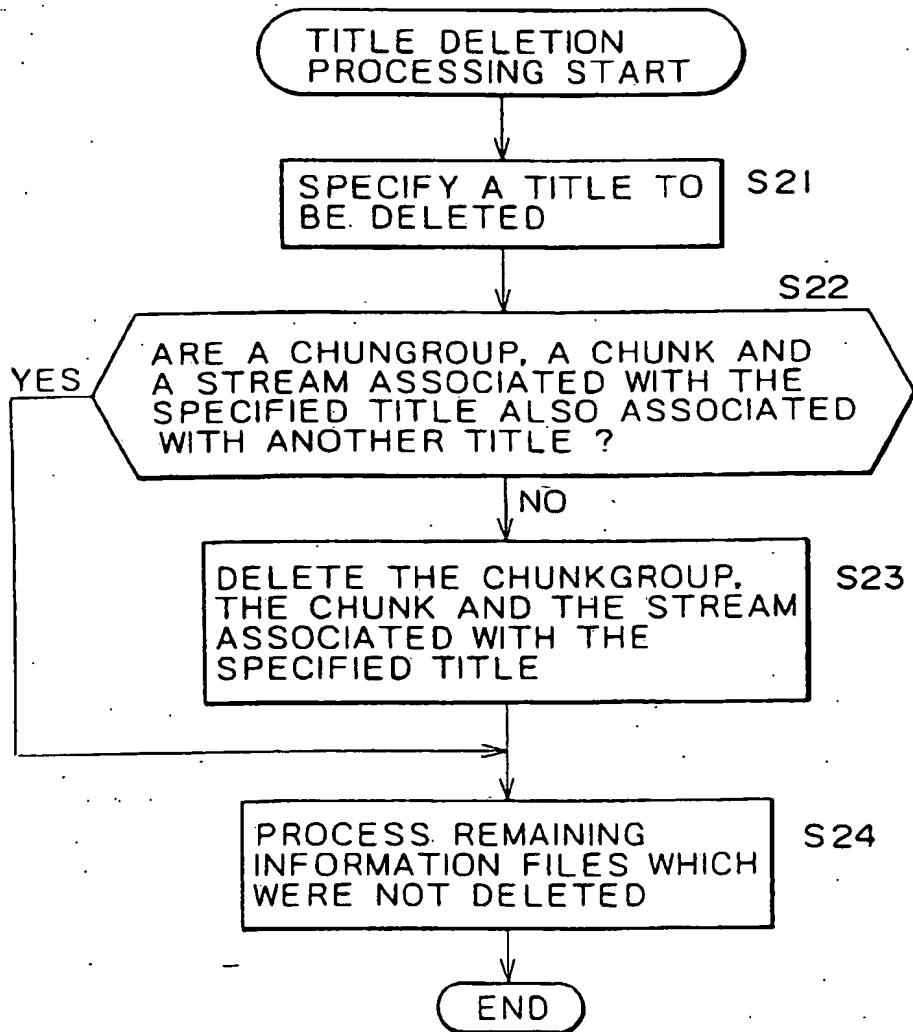 TITLE DELETION
PROCESSING START
SPECIFY A TITLE TO
BE DELETED
S21
S22
ARE A CHUNGROUP, A CHUNK AND
A STREAM ASSOCIATED WITH THE
SPECIFIED TITLE ALSO ASSOCIATED
WITH ANOTHER TITLE ?
YES
NO
DELETE THE CHUNKGROUP,
THE CHUNK AND THE STREAM
ASSOCIATED WITH THE
SPECIFIED TITLE
S23
PROCESS REMAINING
INFORMATION FILES WHICH
WERE NOT DELETED
S24
END